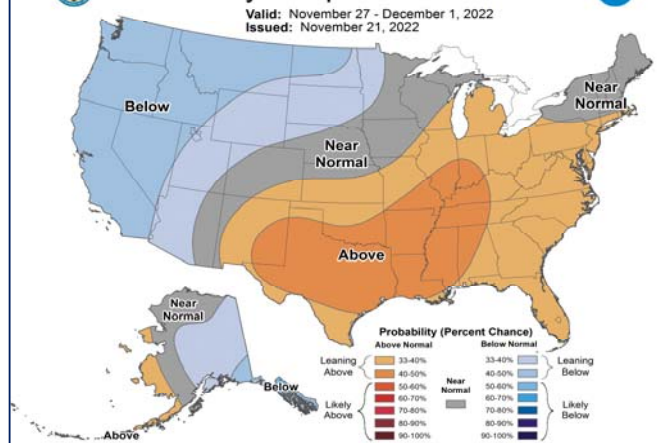 Valid: November 27 - December 1, 2022
Issued: November 21, 2022
Below
Near
Normal
Near
Normal
Above
Near
Normal
Below
Above
Probability (Percent Chance)
Above Normal
Below Normal
Leaning
Above
33-40%
40-50%
33-40%
40-50%
Leaning
Below
Likely
Above
50-60%
60-70%
70-80%
80-90%
90-100%
Near
Normal
50-60%
60-70%
70-80%
80-90%
90-100%
Likely
Below